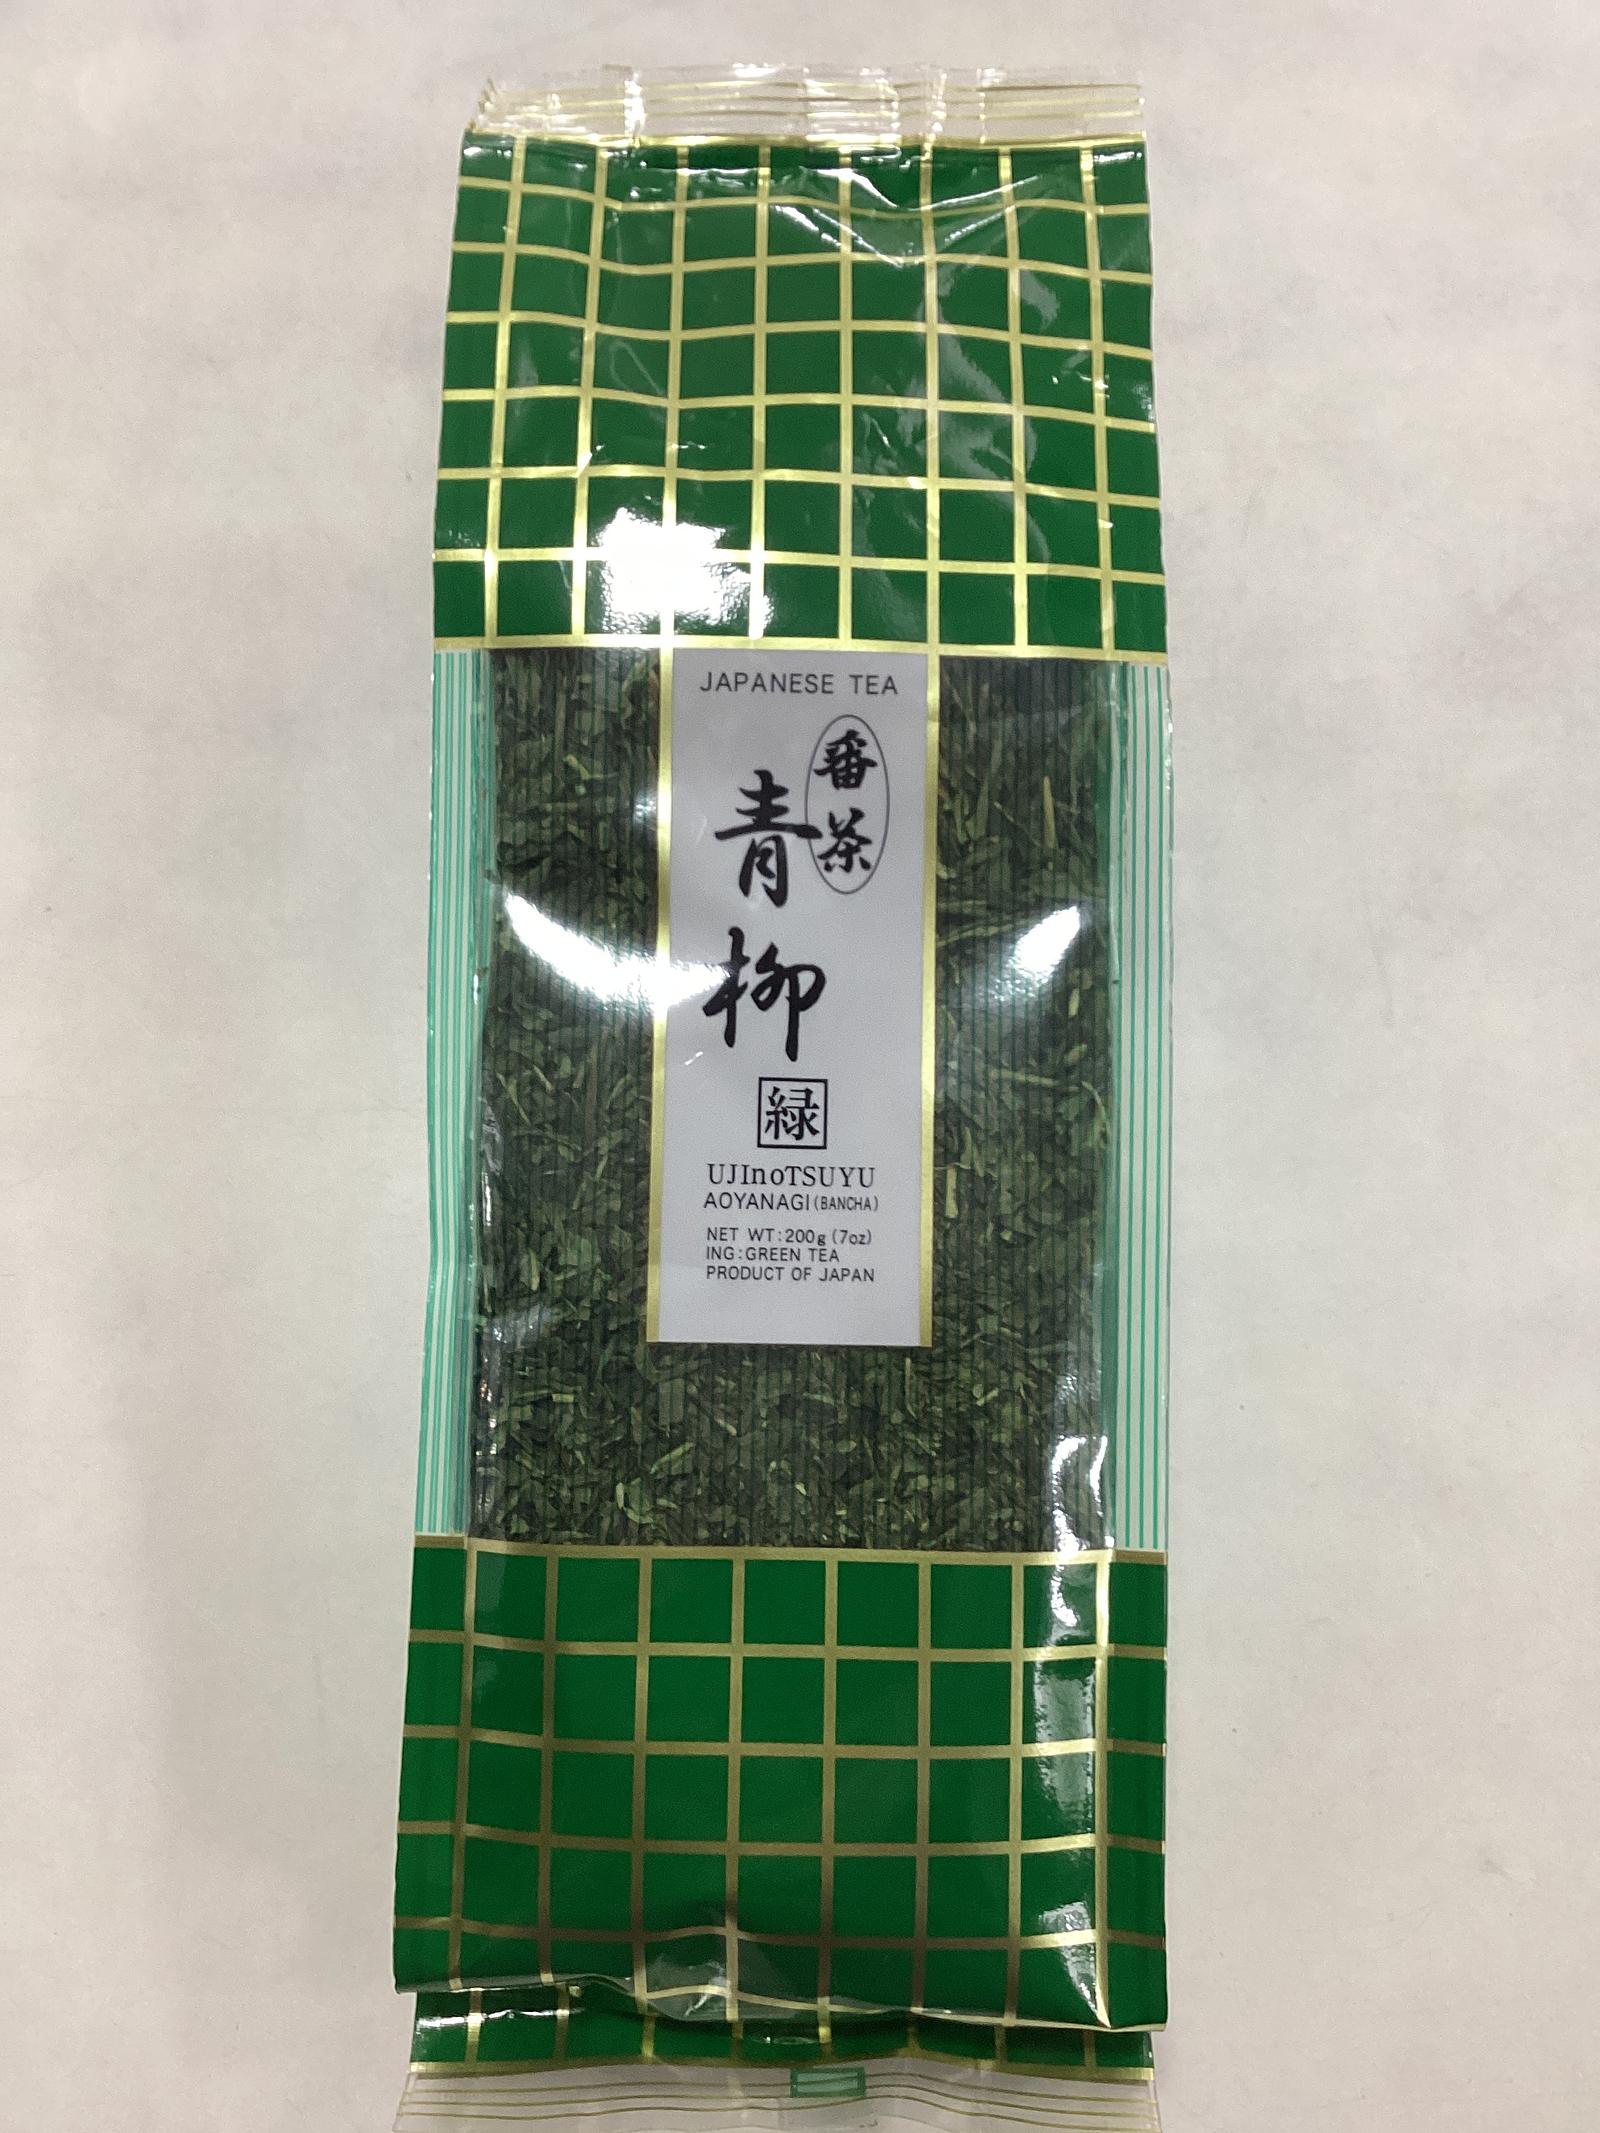 JAPANESE TEA
番茶
青柳
緑
UJInoTSUYU
AOYANAGI(BANCHA)
NET WT:200g (7oz)
ING:GREEN TEA
PRODUCT OF JAPAN